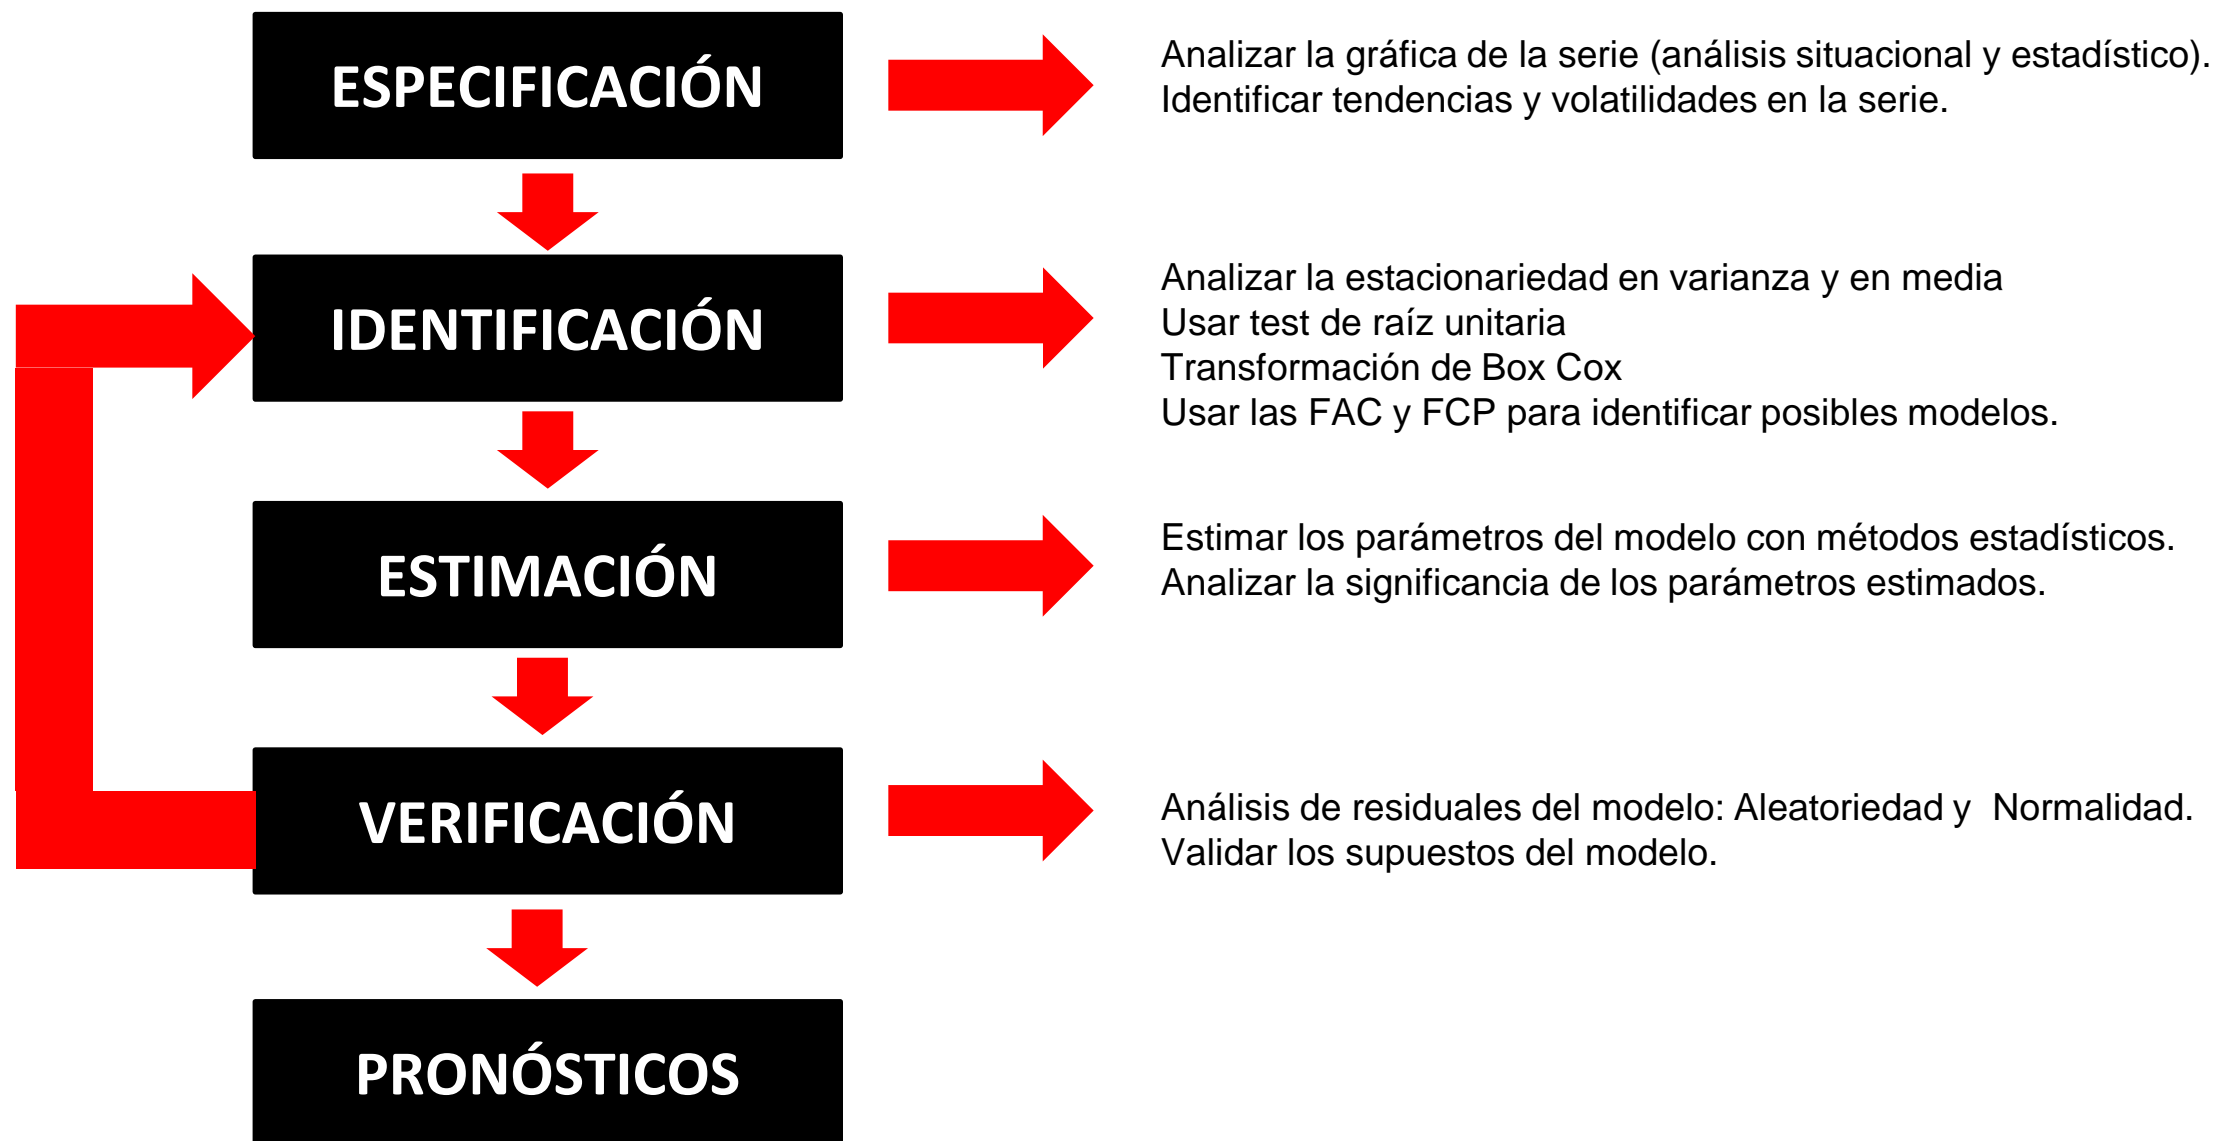 ESPECIFICACIÓN
Analizar la gráfica de la serie (análisis situacional y estadístico).
Identificar tendencias y volatilidades en la serie.
IDENTIFICACIÓN
Analizar la estacionariedad en varianza y en media
Usar test de raíz unitaria
Transformación de Box Cox
Usar las FAC y FCP para identificar posibles modelos.
ESTIMACIÓN
Estimar los parámetros del modelo con métodos estadísticos.
Analizar la significancia de los parámetros estimados.
VERIFICACIÓN
Análisis de residuales del modelo: Aleatoriedad y  Normalidad.
Validar los supuestos del modelo.
PRONÓSTICOS